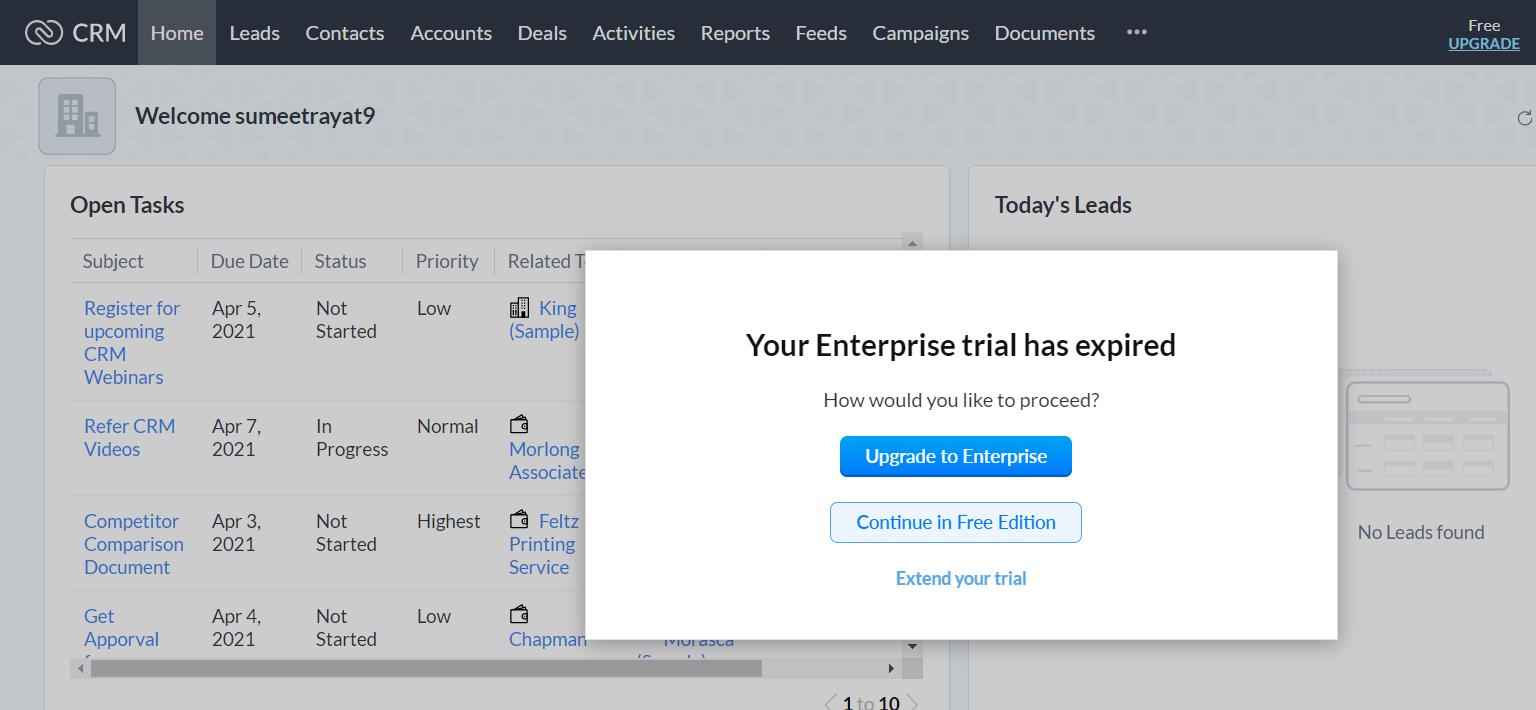 CRM Home Leads Contacts Accounts Deals Activities Reports Feeds Campaigns Documents ••• Free
UPGRADE
Welcome sumeetrayat9
Open Tasks
Subject Due Date Status Priority Related T
Register for upcoming CRM Webinars
Apr 5, 2021
Not Started
Low
King (Sample)
Refer CRM Videos
Apr 7, 2021
In Progress
Normal
Morlong Associate
Competitor Comparison Document
Apr 3, 2021
Not Started
Highest
Feltz Printing Service
Get Apporval
Apr 4, 2021
Not Started
Low
Chapman
Morasca
1 to 10
Today's Leads
No Leads found
Your Enterprise trial has expired
How would you like to proceed?
Upgrade to Enterprise
Continue in Free Edition
Extend your trial